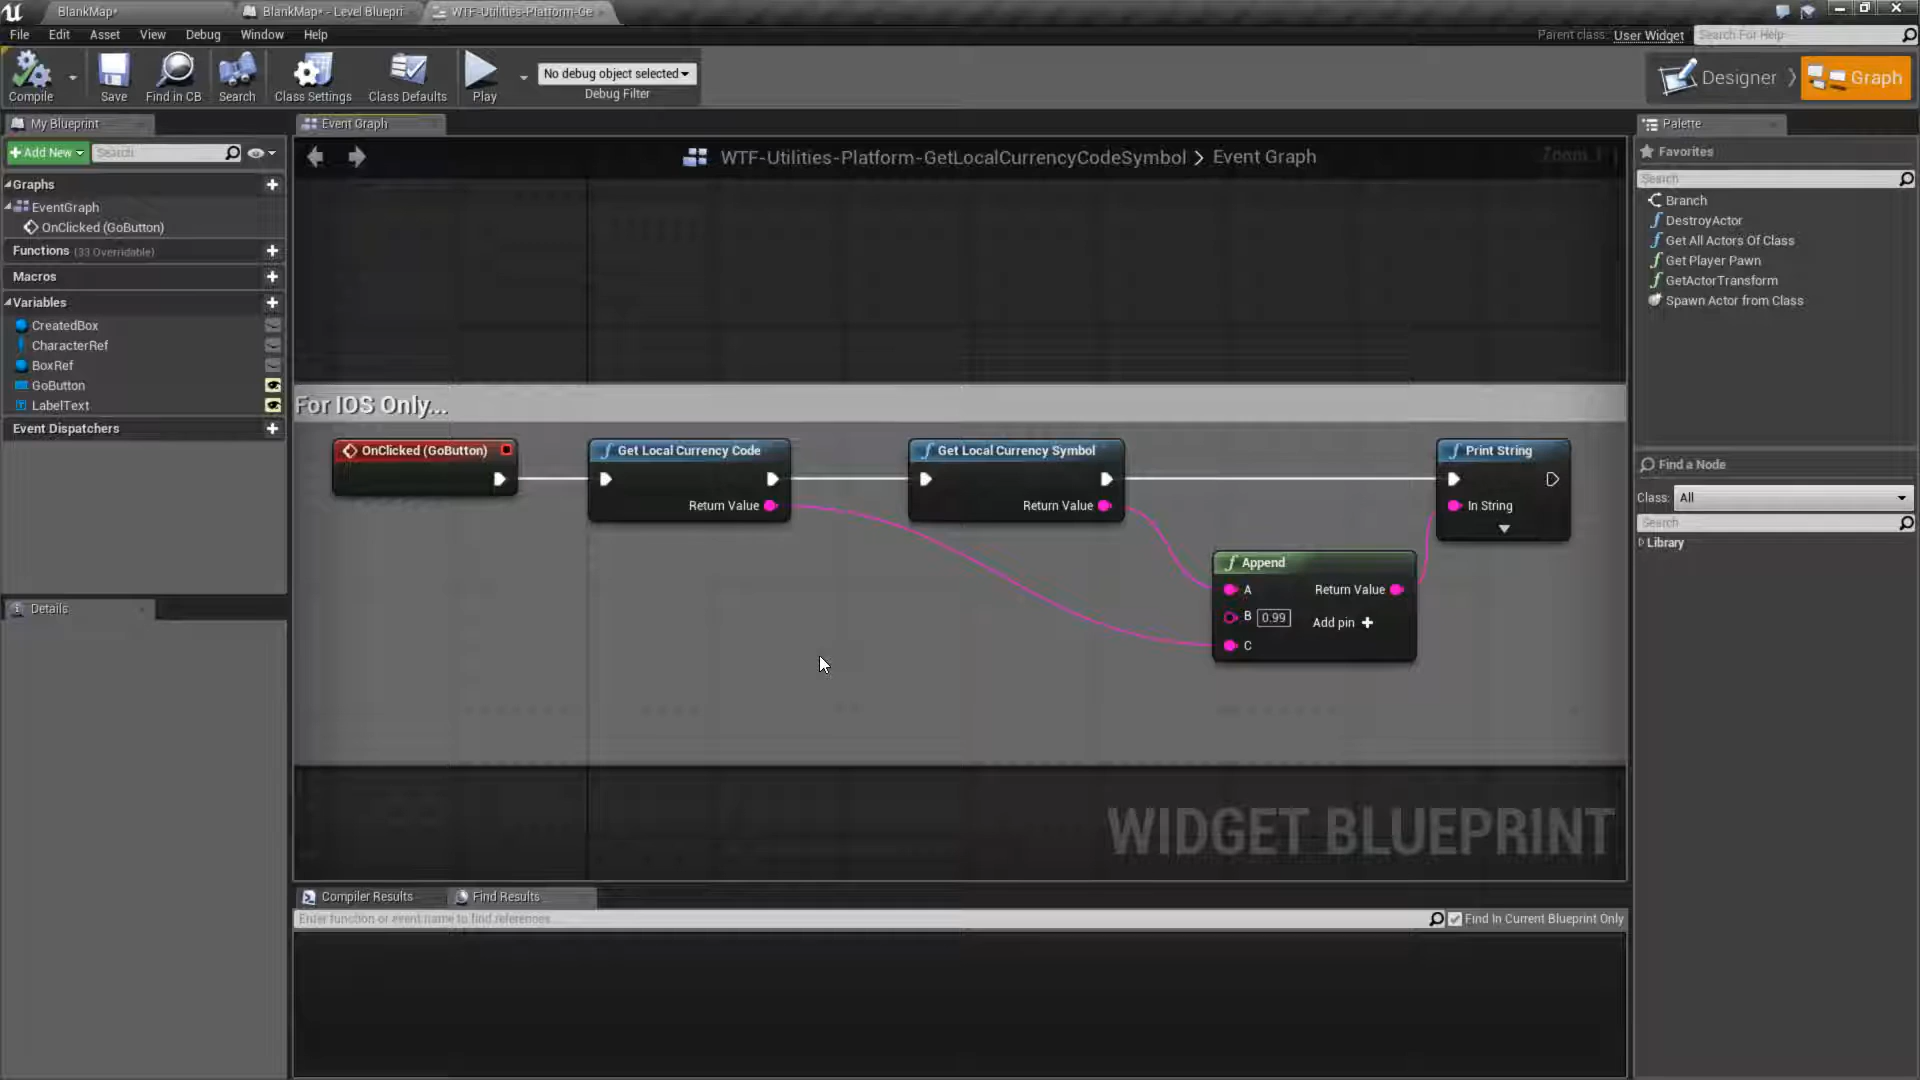 BlankMap*
BlankMap* - Level Bluepri
WTF-Utilities-Platform-Ge
File Edit Asset View Debug Window Help
Parent class: User Widget
Search For Help
Compile
Save
Find in CB
Search
Class Settings
Class Defaults
Play
No debug object selected
Debug Filter
Designer
Graph
My Blueprint
Add New
Search
Graphs
EventGraph
OnClicked (GoButton)
Functions (33 Overridable)
Macros
Variables
CreatedBox
CharacterRef
BoxRef
GoButton
LabelText
Event Dispatchers
Details
Event Graph
WTF-Utilities-Platform-GetLocalCurrencyCodeSymbol > Event Graph
Zoom 1
For IOS Only...
OnClicked (GoButton)
Get Local Currency Code
Return Value
Get Local Currency Symbol
Return Value
Print String
In String
Append
A Return Value
B 0.99
Add pin
C
WIDGET BLUEPRINT
Compiler Results
Find Results
Enter function or event name to find references...
Find In Current Blueprint Only
Palette
Favorites
Search
Branch
DestroyActor
Get All Actors Of Class
Get Player Pawn
GetActorTransform
Spawn Actor from Class
Find a Node
Class: All
Search
Library